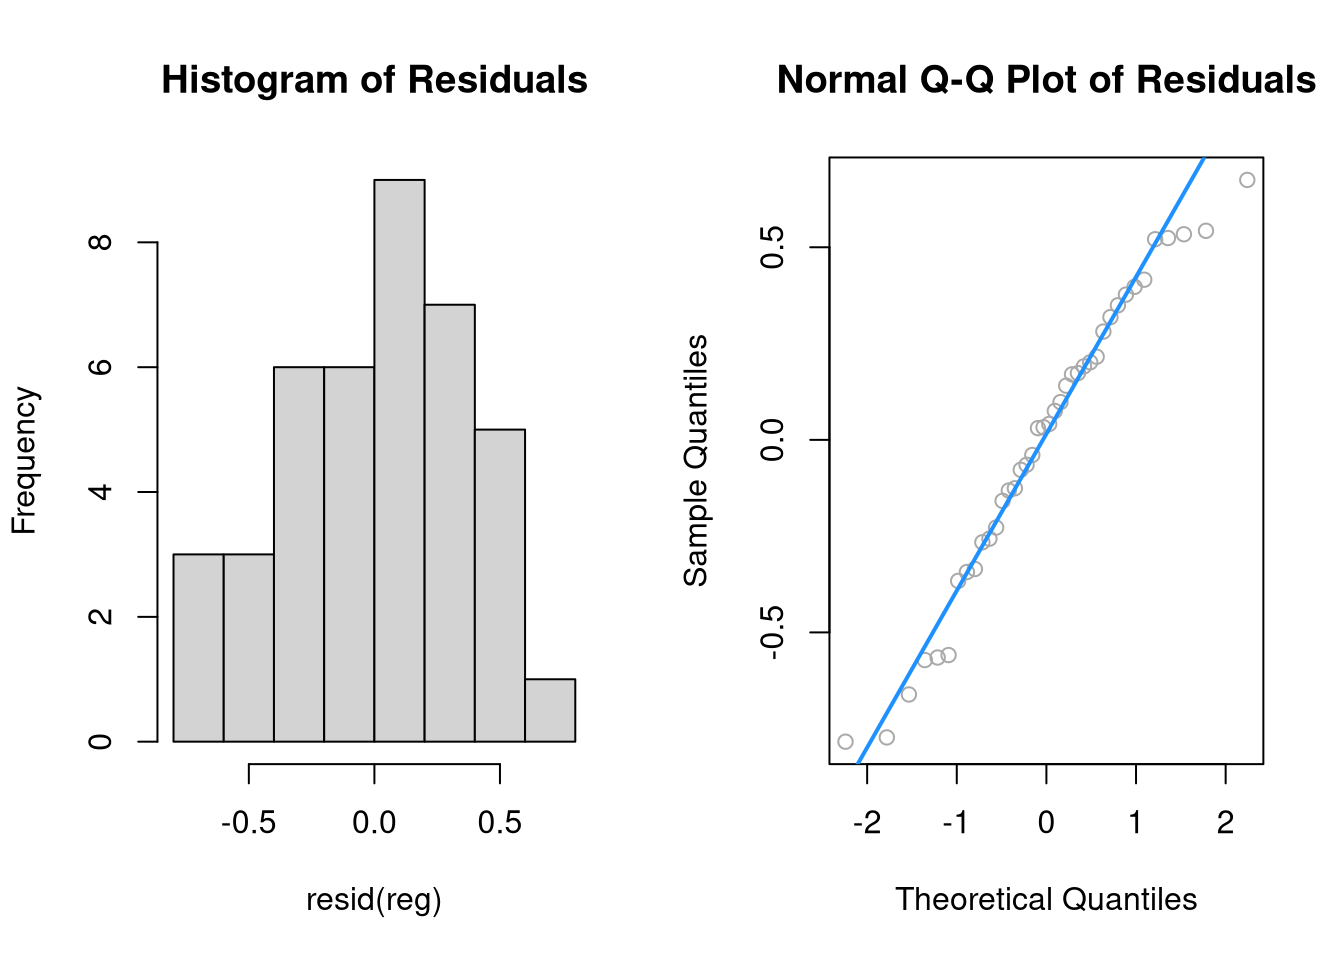 Histogram of Residuals
Frequency
0
2
4
6
8
-0.5
0.0
0.5
resid(reg)
Normal Q-Q Plot of Residuals
Sample Quantiles
-0.5
0.0
0.5
-2
-1
0
1
2
Theoretical Quantiles